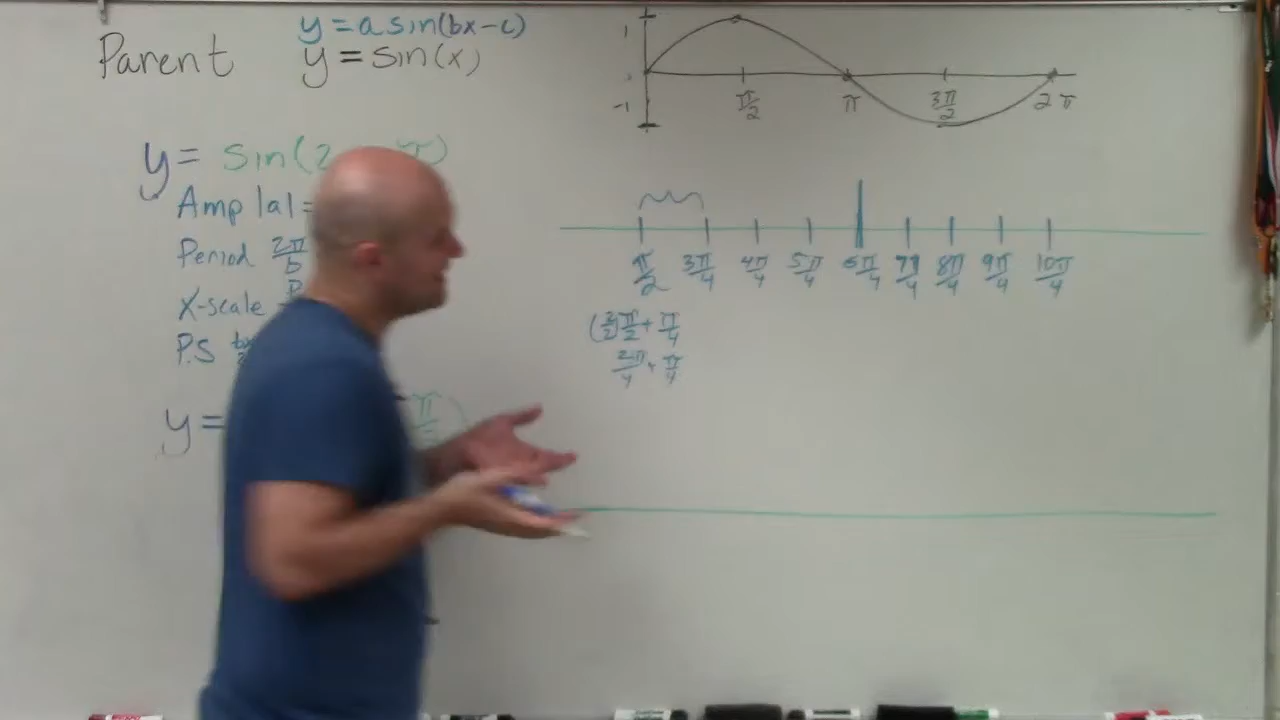 y = a sin(bx - c)
Parent y = sin(x)
1
-1
π/2 π 3π/2 2π
y = sin(2 π)
Amp |a| =
Period 2π/b
X-scale P
P.S
y = π
π/2 3π/4 4π/4 5π/4 6π/4 7π/4 8π/4 9π/4 10π/4
(2/2)π/2 + π/4
2π/4 + π/4